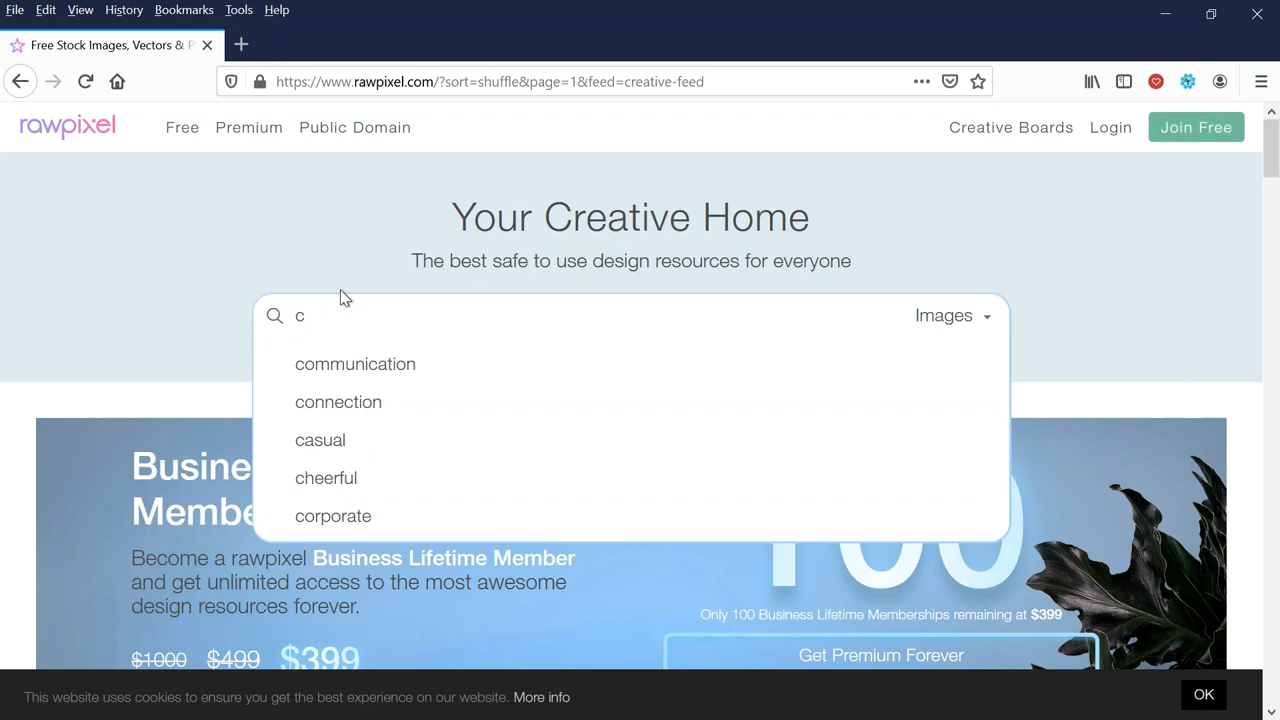 File Edit View History Bookmarks Tools Help
Free Stock Images, Vectors & P
https://www.rawpixel.com/?sort=shuffle&page=1&feed=creative-feed
rawpixel Free Premium Public Domain Creative Boards Login Join Free
Your Creative Home
The best safe to use design resources for everyone
c Images
communication
connection
casual
cheerful
corporate
Busine
Membe
Become a rawpixel Business Lifetime Member
and get unlimited access to the most awesome
design resources forever.
$1000 $499 $399
100
Only 100 Business Lifetime Memberships remaining at $399
Get Premium Forever
This website uses cookies to ensure you get the best experience on our website. More info OK